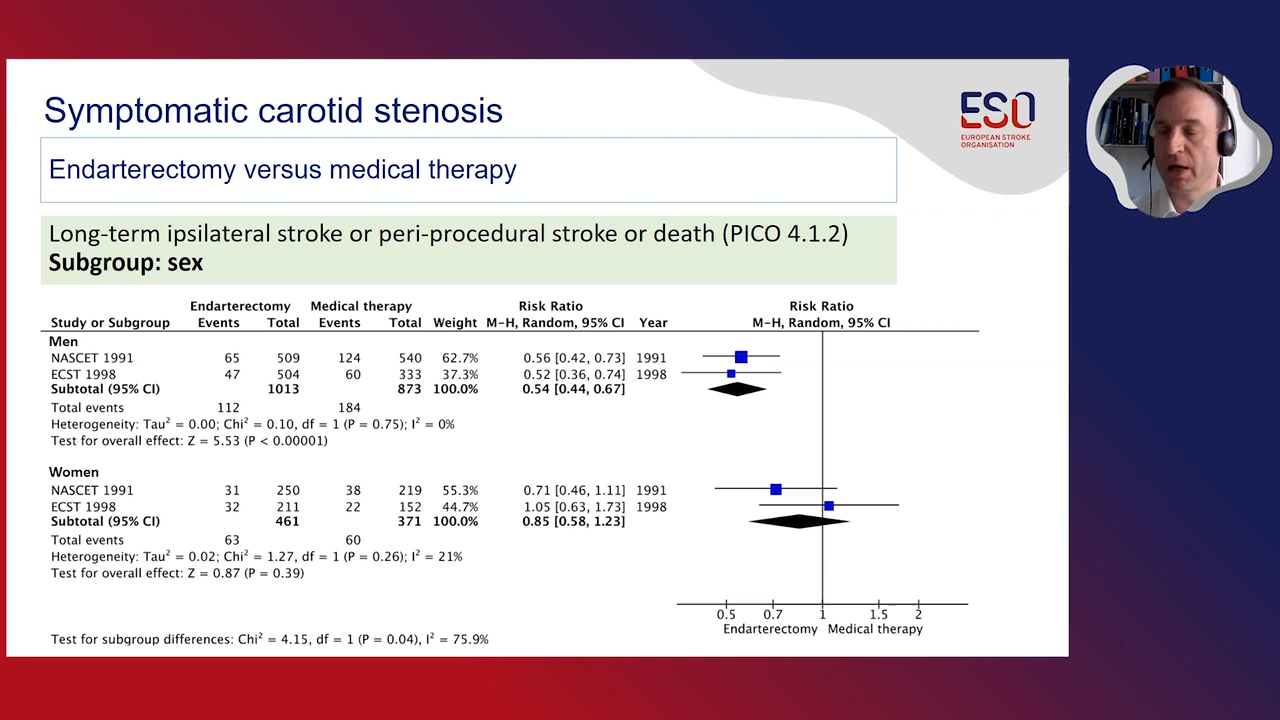 Symptomatic carotid stenosis
ESO
EUROPEAN STROKE
ORGANISATION
Endarterectomy versus medical therapy
Long-term ipsilateral stroke or peri-procedural stroke or death (PICO 4.1.2)
Subgroup: sex
Endarterectomy Medical therapy Risk Ratio Risk Ratio
Study or Subgroup Events Total Events Total Weight M-H, Random, 95% CI Year M-H, Random, 95% CI
Men
NASCET 1991 65 509 124 540 62.7% 0.56 [0.42, 0.73] 1991
ECST 1998 47 504 60 333 37.3% 0.52 [0.36, 0.74] 1998
Subtotal (95% CI) 1013 873 100.0% 0.54 [0.44, 0.67]
Total events 112 184
Heterogeneity: Tau² = 0.00; Chi² = 0.10, df = 1 (P = 0.75); I² = 0%
Test for overall effect: Z = 5.53 (P < 0.00001)
Women
NASCET 1991 31 250 38 219 55.3% 0.71 [0.46, 1.11] 1991
ECST 1998 32 211 22 152 44.7% 1.05 [0.63, 1.73] 1998
Subtotal (95% CI) 461 371 100.0% 0.85 [0.58, 1.23]
Total events 63 60
Heterogeneity: Tau² = 0.02; Chi² = 1.27, df = 1 (P = 0.26); I² = 21%
Test for overall effect: Z = 0.87 (P = 0.39)
0.5 0.7 1 1.5 2
Endarterectomy Medical therapy
Test for subgroup differences: Chi² = 4.15, df = 1 (P = 0.04), I² = 75.9%